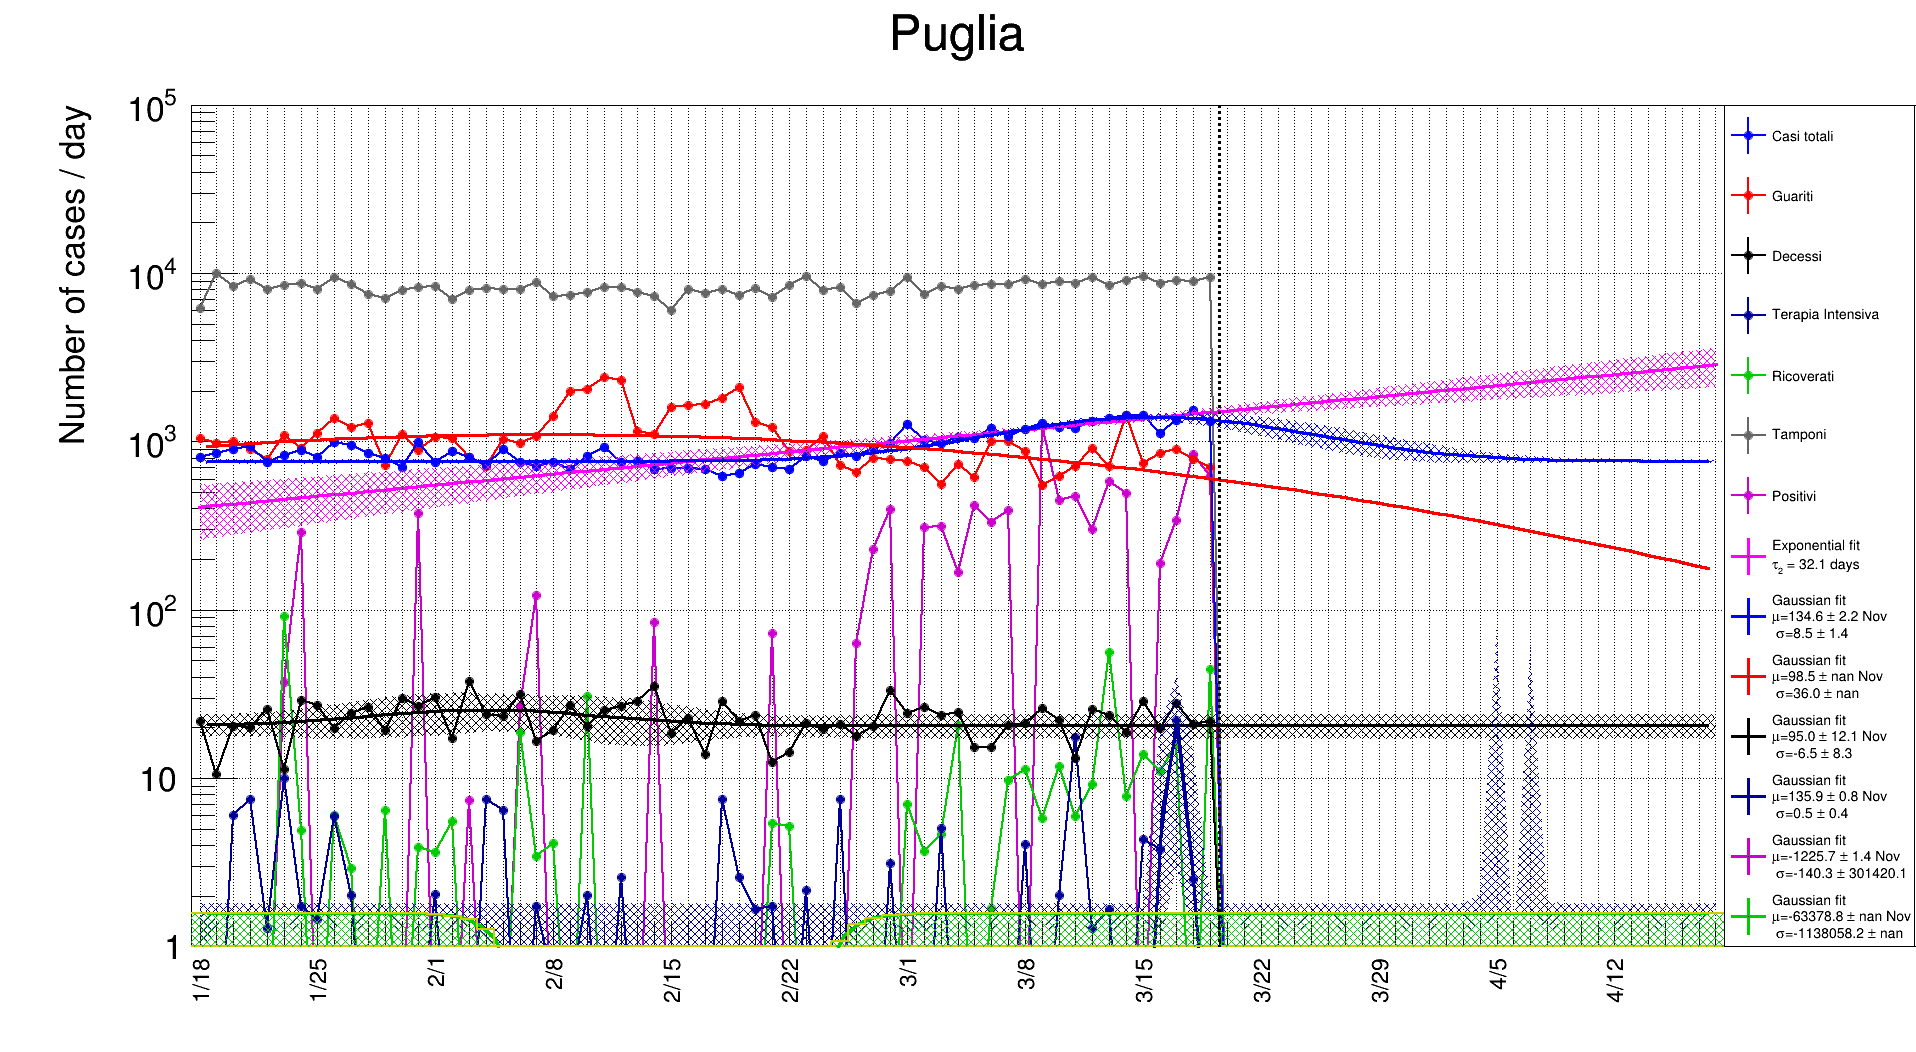 Puglia
Number of cases / day
10^5
10^4
10^3
10^2
10
1
1/18
1/25
2/1
2/8
2/15
2/22
3/1
3/8
3/15
3/22
3/29
4/5
4/12
Casi totali
Guariti
Decessi
Terapia Intensiva
Ricoverati
Tamponi
Positivi
Exponential fit
τ₂ = 32.1 days
Gaussian fit
μ=134.6 ± 2.2 Nov
σ=8.5 ± 1.4
Gaussian fit
μ=98.5 ± nan Nov
σ=36.0 ± nan
Gaussian fit
μ=95.0 ± 12.1 Nov
σ=-6.5 ± 8.3
Gaussian fit
μ=135.9 ± 0.8 Nov
σ=0.5 ± 0.4
Gaussian fit
μ=-1225.7 ± 1.4 Nov
σ=-140.3 ± 301420.1
Gaussian fit
μ=-63378.8 ± nan Nov
σ=-1138058.2 ± nan